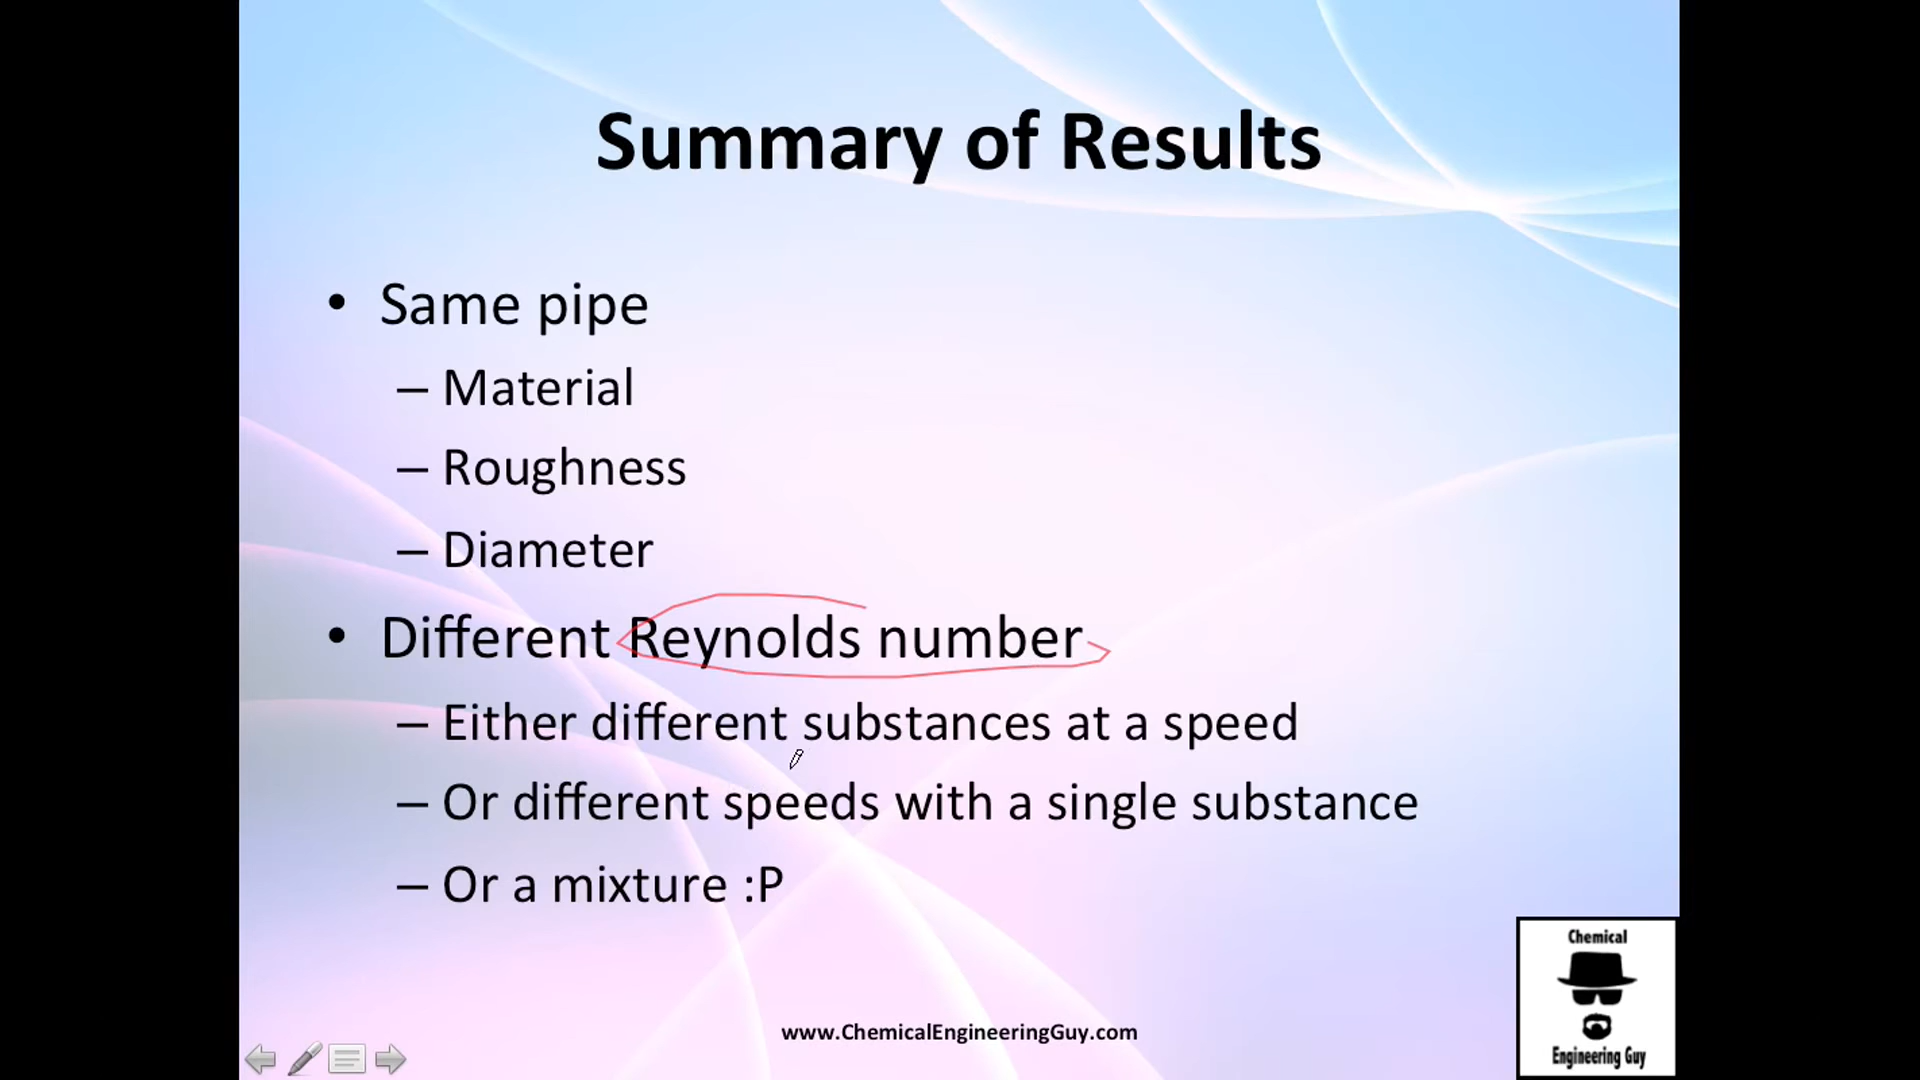 Summary of Results
• Same pipe
– Material
– Roughness
– Diameter
• Different Reynolds number
– Either different substances at a speed
– Or different speeds with a single substance
– Or a mixture :P
www.ChemicalEngineeringGuy.com
Chemical
Engineering Guy